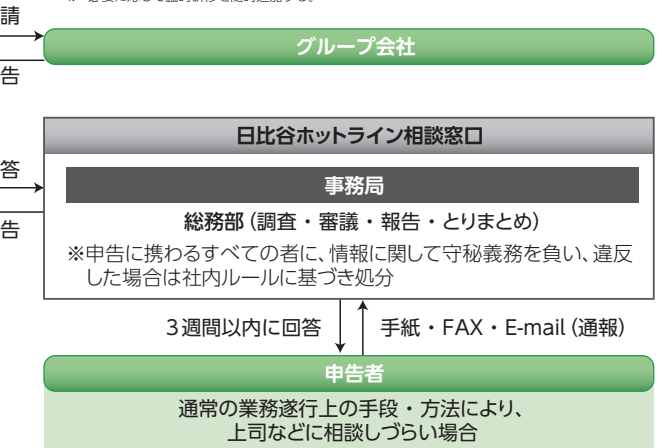 請
グループ会社
告
日比谷ホットライン相談窓口
答
事務局
告
総務部（調査・審議・報告・とりまとめ）
※申告に携わるすべての者に、情報に関して守秘義務を負い、違反
した場合は社内ルールに基づき処分
3週間以内に回答
手紙・FAX・E-mail（通報）
申告者
通常の業務遂行上の手段・方法により、
上司などに相談しづらい場合